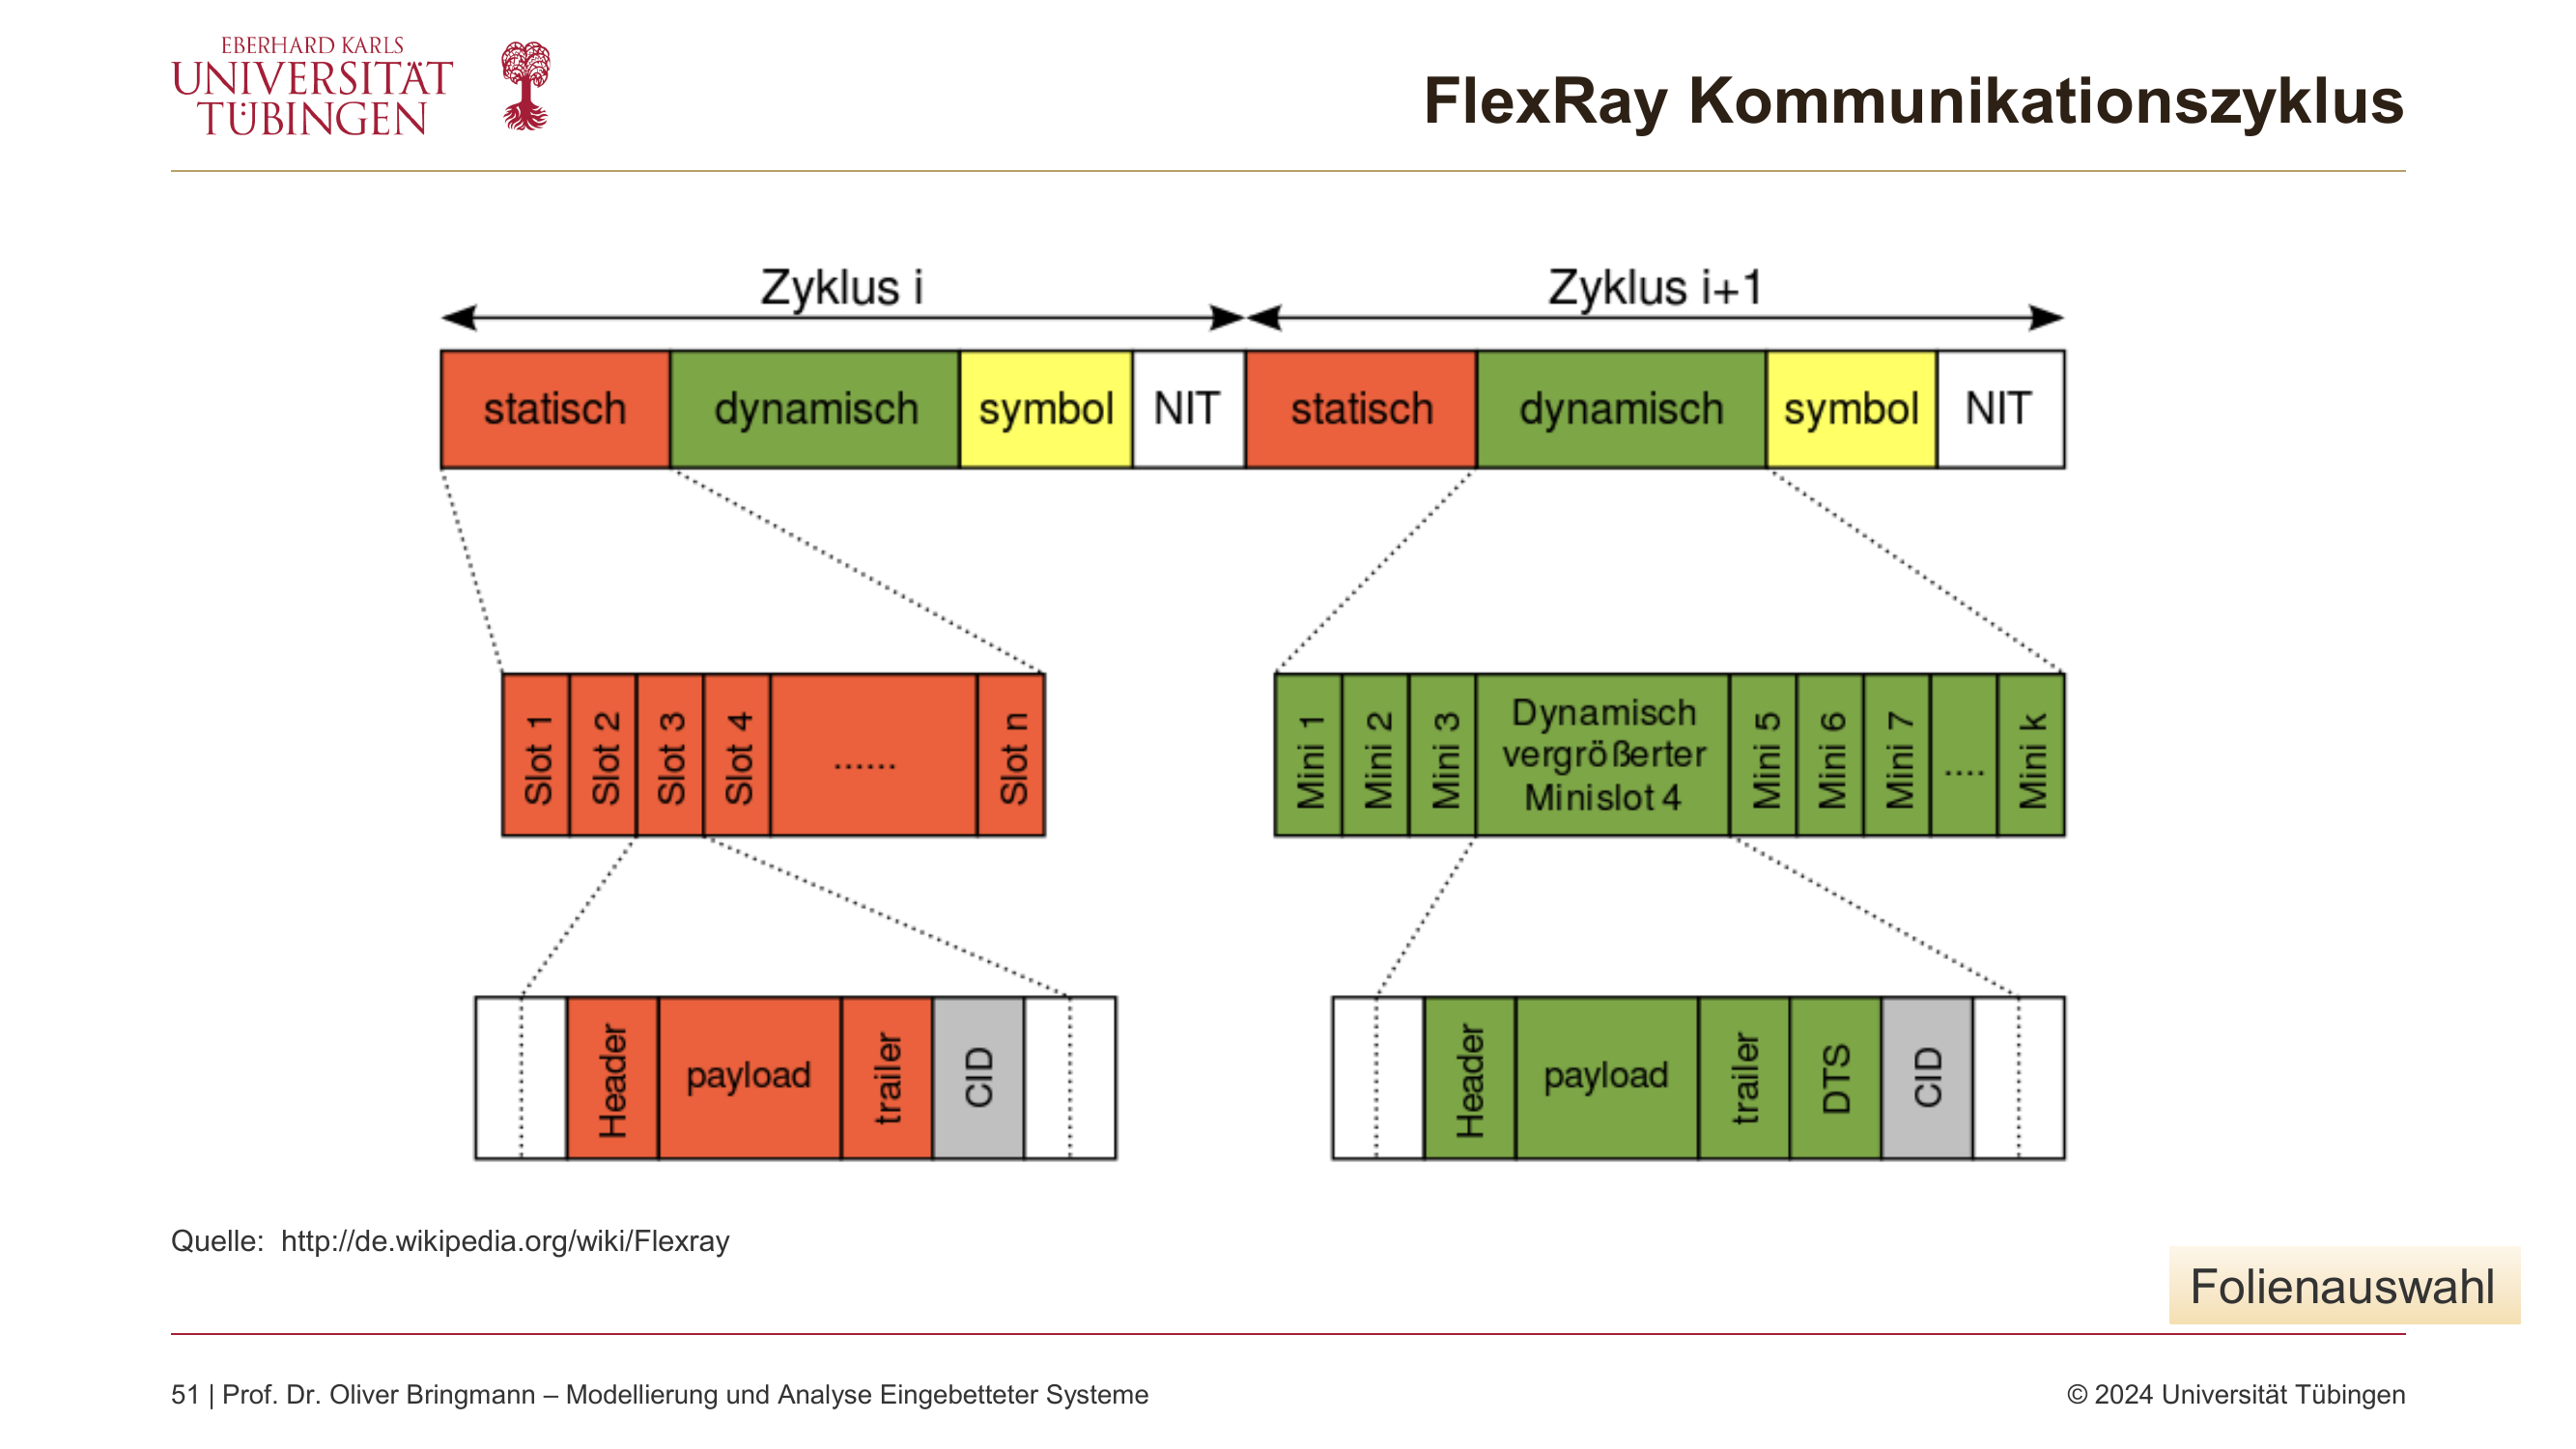 EBERHARD KARLS
UNIVERSITÄT
TÜBINGEN
FlexRay Kommunikationszyklus
Zyklus i
Zyklus i+1
statisch
dynamisch
symbol
NIT
statisch
dynamisch
symbol
NIT
Slot 1
Slot 2
Slot 3
Slot 4
......
Slot n
Mini 1
Mini 2
Mini 3
Dynamisch
vergrößerter
Minislot 4
Mini 5
Mini 6
Mini 7
....
Mini k
Header
payload
trailer
CID
Header
payload
trailer
DTS
CID
Quelle: http://de.wikipedia.org/wiki/Flexray
Folienauswahl
51 | Prof. Dr. Oliver Bringmann – Modellierung und Analyse Eingebetteter Systeme
© 2024 Universität Tübingen